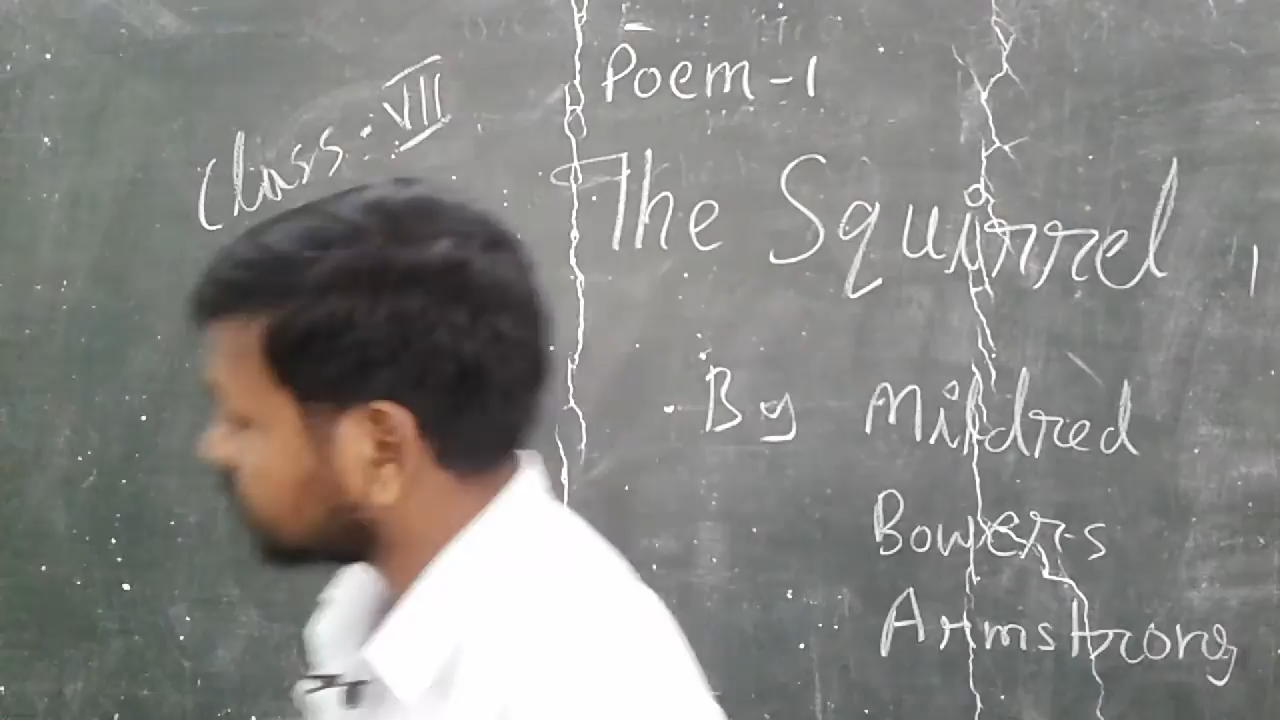 Class: VII
Poem-1
The Squirrel
By Mildred
Bowers
Armstrong